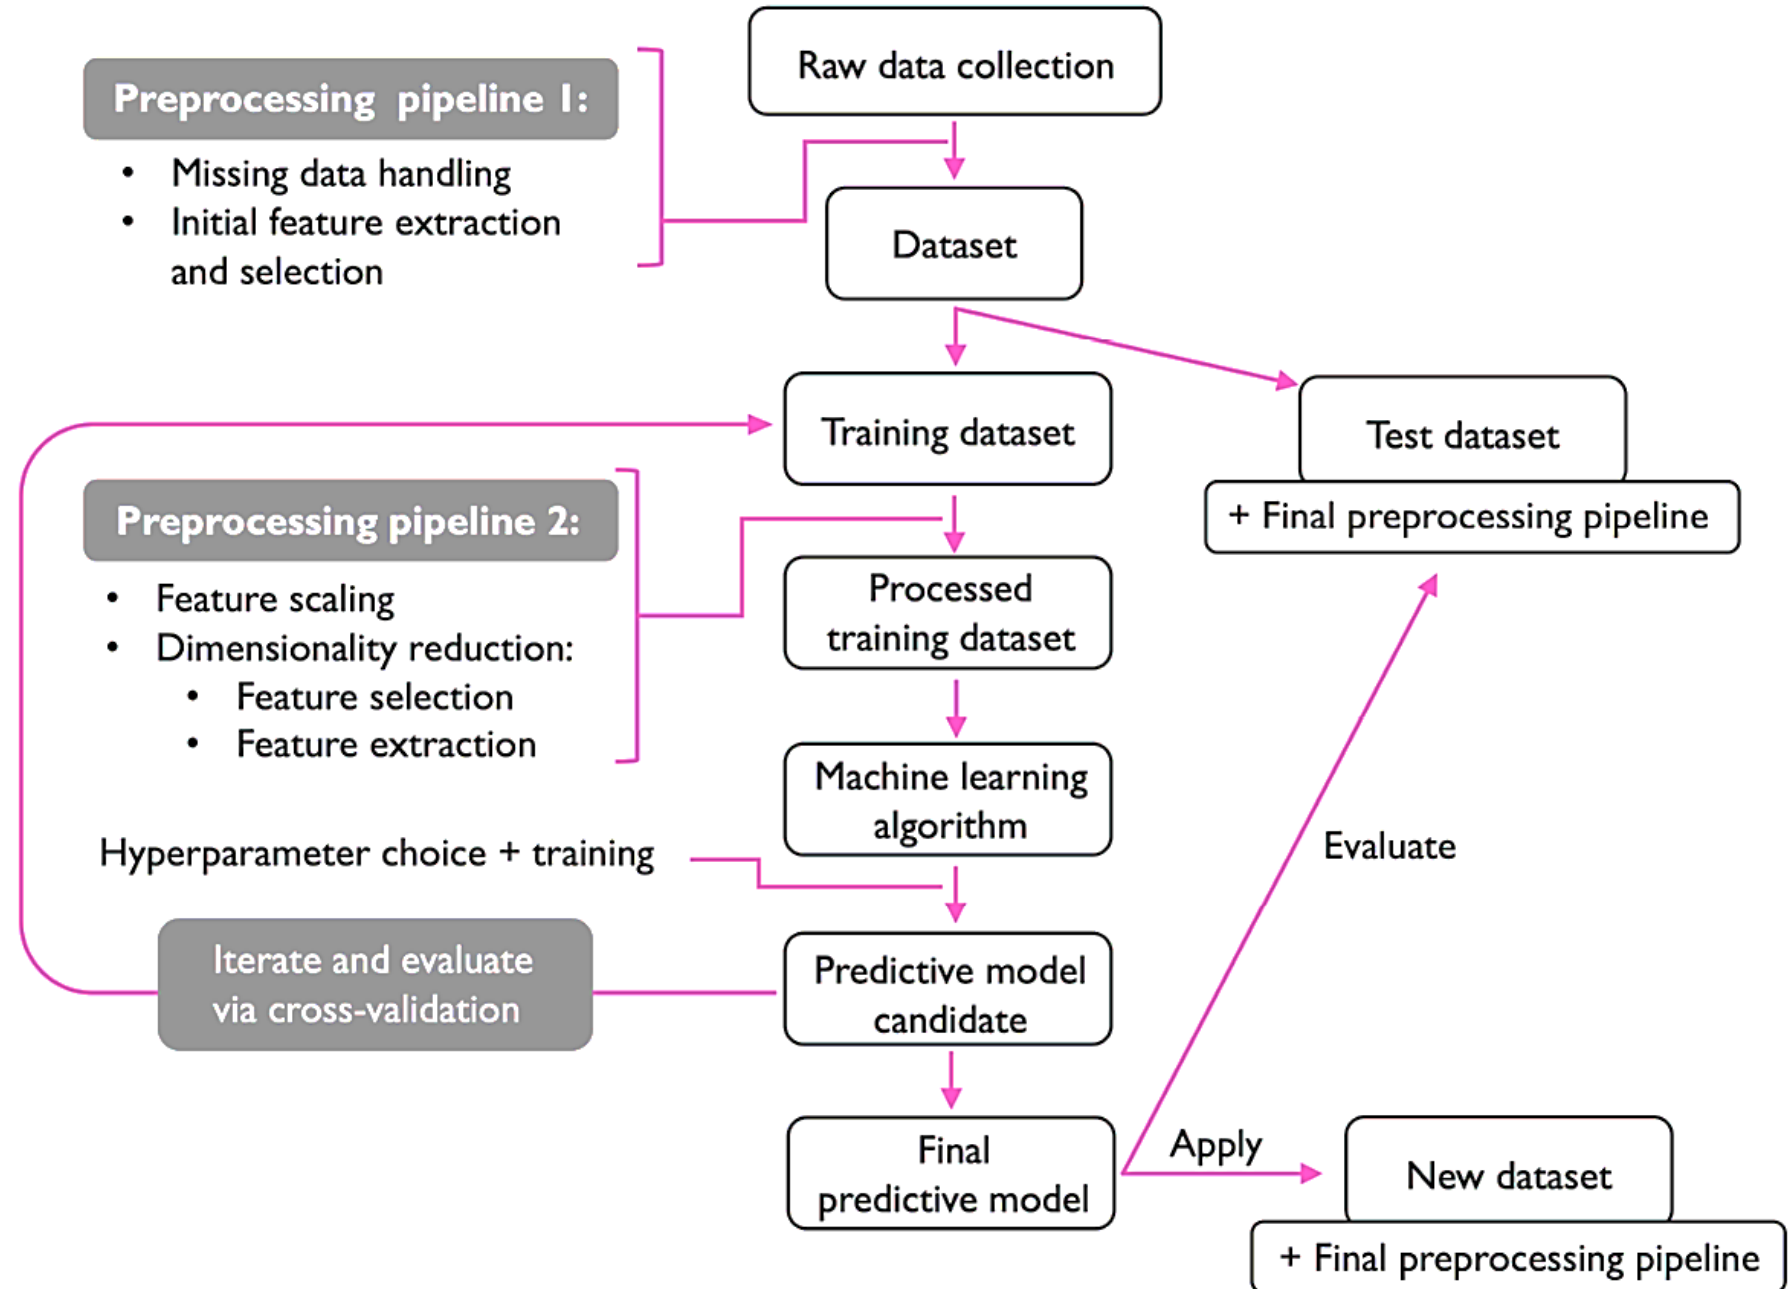 Raw data collection
Preprocessing pipeline 1:
• Missing data handling
• Initial feature extraction
and selection
Dataset
Training dataset
Test dataset
+ Final preprocessing pipeline
Preprocessing pipeline 2:
• Feature scaling
• Dimensionality reduction:
• Feature selection
• Feature extraction
Processed
training dataset
Machine learning
algorithm
Hyperparameter choice + training
Evaluate
Iterate and evaluate
via cross-validation
Predictive model
candidate
Final
predictive model
Apply
New dataset
+ Final preprocessing pipeline